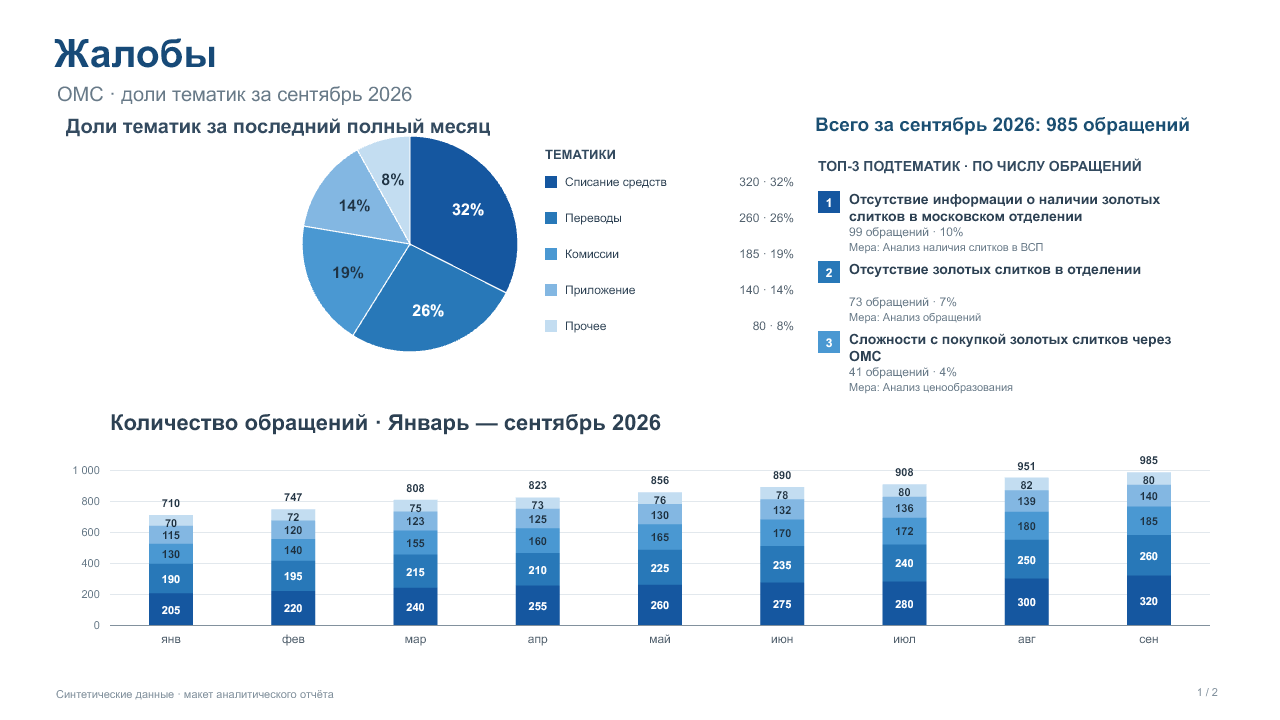 Жалобы
ОМС · доли тематик за сентябрь 2026
Доли тематик за последний полный месяц
32%
26%
19%
14%
8%
ТЕМАТИКИ
Списание средств 320 · 32%
Переводы 260 · 26%
Комиссии 185 · 19%
Приложение 140 · 14%
Прочее 80 · 8%
Всего за сентябрь 2026: 985 обращений
ТОП-3 ПОДТЕМАТИК · ПО ЧИСЛУ ОБРАЩЕНИЙ
1 Отсутствие информации о наличии золотых
слитков в московском отделении
99 обращений · 10%
Мера: Анализ наличия слитков в ВСП
2 Отсутствие золотых слитков в отделении
73 обращений · 7%
Мера: Анализ обращений
3 Сложности с покупкой золотых слитков через
ОМС
41 обращений · 4%
Мера: Анализ ценообразования
Количество обращений · Январь — сентябрь 2026
1 000
800
600
400
200
0
710 747 808 823 856 890 908 951 985
70 72 75 73 76 78 80 82 80
115 120 123 125 130 132 136 139 140
130 140 155 160 165 170 172 180 185
190 195 215 210 225 235 240 250 260
205 220 240 255 260 275 280 300 320
янв фев мар апр май июн июл авг сен
Синтетические данные · макет аналитического отчёта
1 / 2